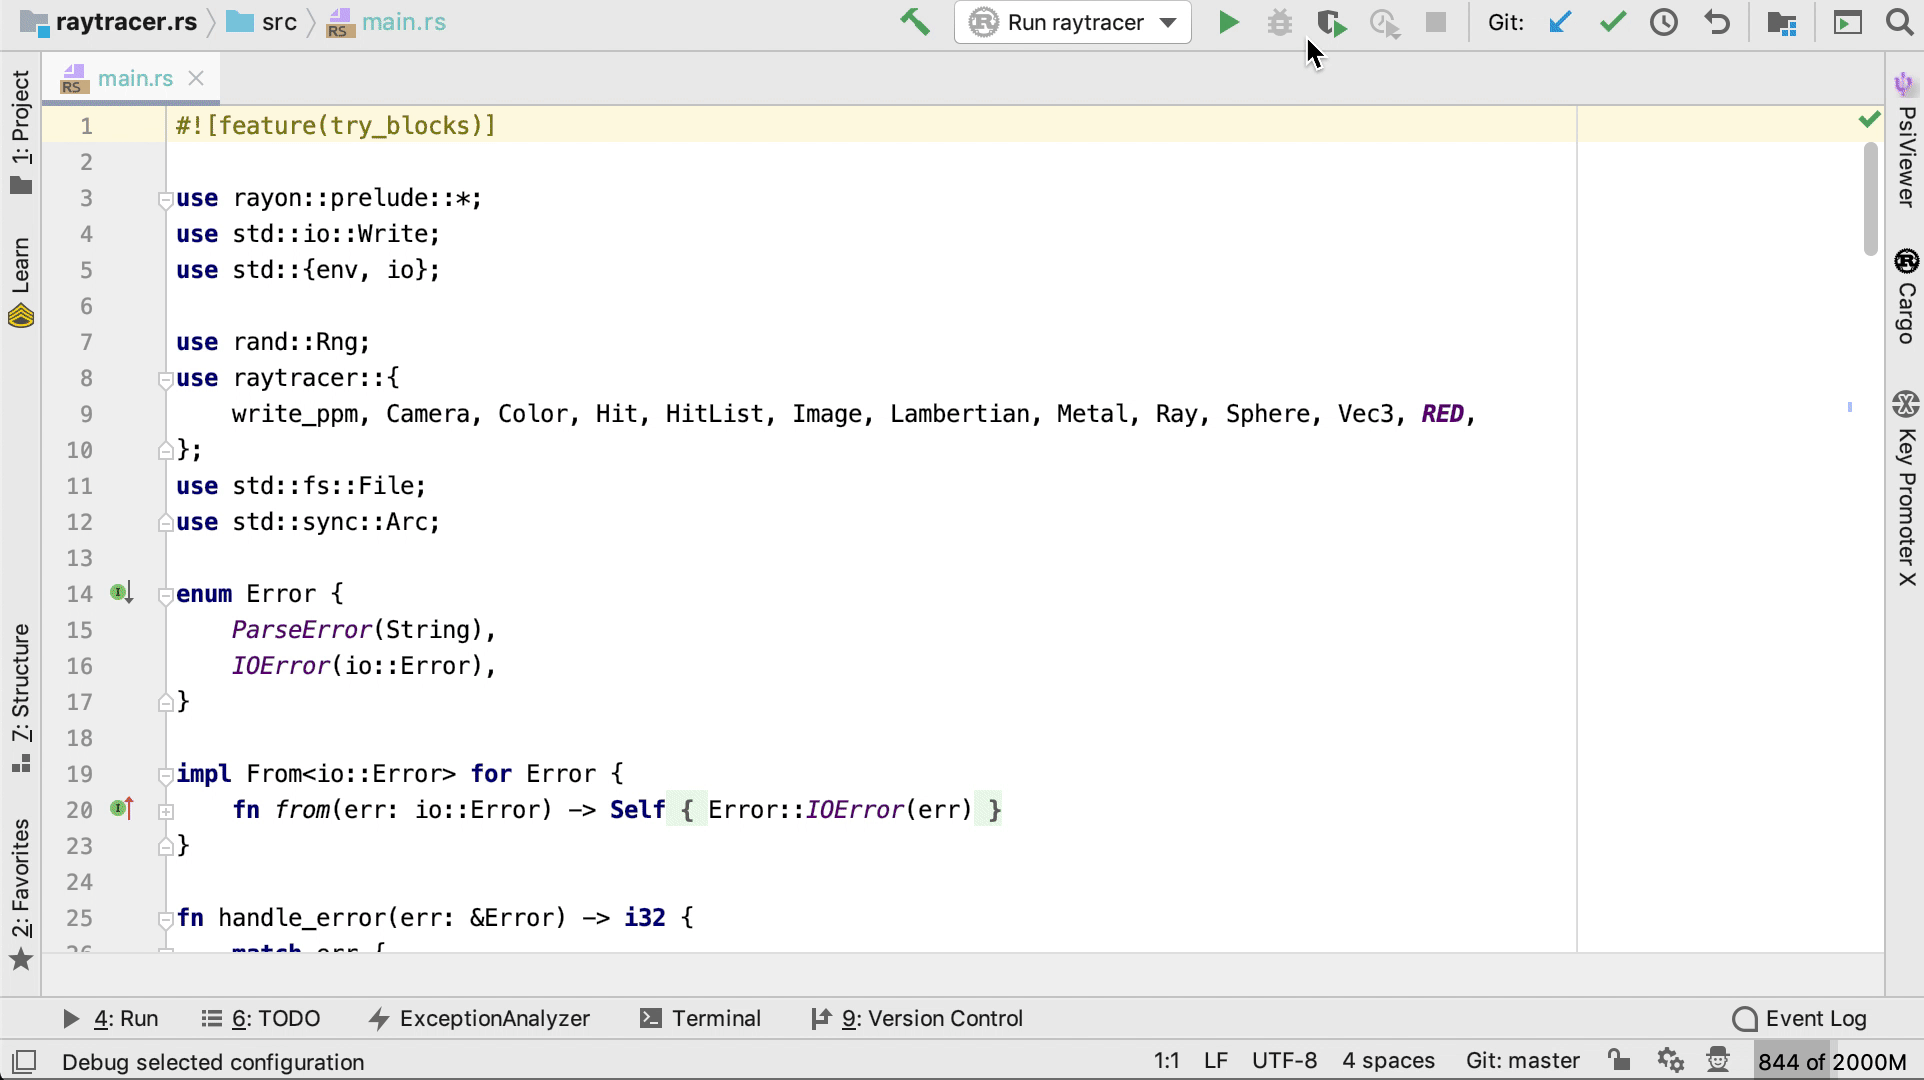 raytracer.rs src main.rs Run raytracer Git:
main.rs
1 #![feature(try_blocks)]
2
3 use rayon::prelude::*;
4 use std::io::Write;
5 use std::{env, io};
6
7 use rand::Rng;
8 use raytracer::{
9 write_ppm, Camera, Color, Hit, HitList, Image, Lambertian, Metal, Ray, Sphere, Vec3, RED,
10 };
11 use std::fs::File;
12 use std::sync::Arc;
13
14 enum Error {
15 ParseError(String),
16 IOError(io::Error),
17 }
18
19 impl From<io::Error> for Error {
20 fn from(err: io::Error) -> Self { Error::IOError(err) }
23 }
24
25 fn handle_error(err: &Error) -> i32 {
26 match err {
1: Project
Learn
7: Structure
2: Favorites
PsiViewer
Cargo
Key Promoter X
4: Run 6: TODO ExceptionAnalyzer Terminal 9: Version Control Event Log
Debug selected configuration 1:1 LF UTF-8 4 spaces Git: master 844 of 2000M